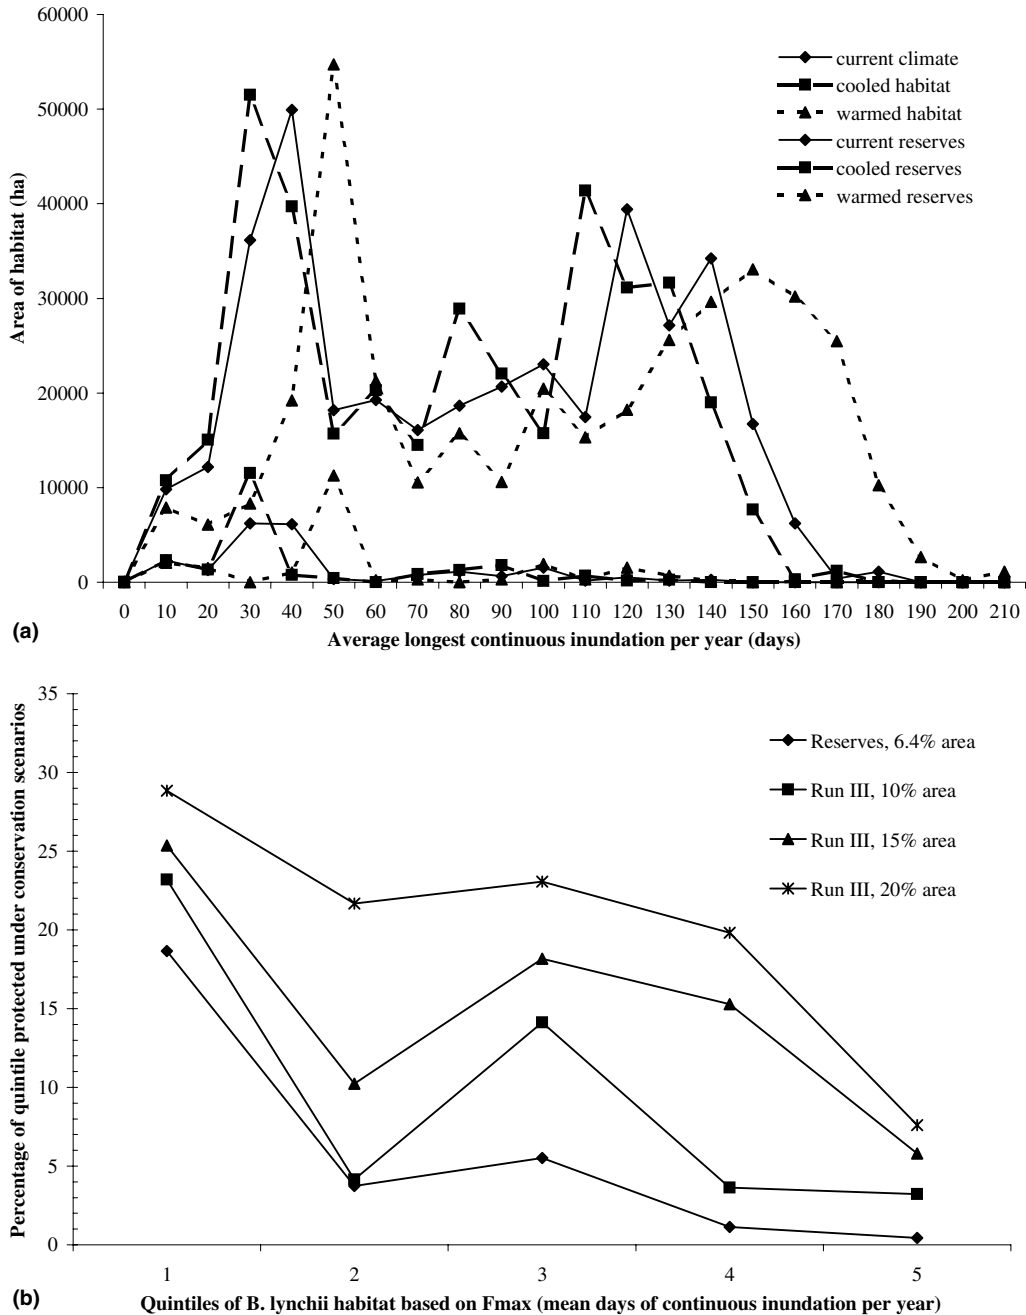 60000
50000
40000
30000
20000
10000
0
Area of habitat (ha)
current climate
cooled habitat
warmed habitat
current reserves
cooled reserves
warmed reserves
0 10 20 30 40 50 60 70 80 90 100 110 120 130 140 150 160 170 180 190 200 210
(a)
Average longest continuous inundation per year (days)
35
30
25
20
15
10
5
0
Percentage of quintile protected under conservation scenarios
Reserves, 6.4% area
Run III, 10% area
Run III, 15% area
Run III, 20% area
1 2 3 4 5
(b)
Quintiles of B. lynchii habitat based on Fmax (mean days of continuous inundation per year)